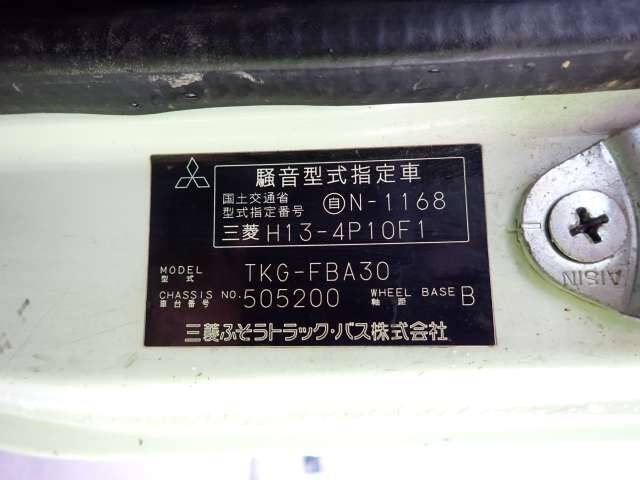 騒音型式指定車
国土交通省
型式指定番号 自N-1168
三菱 H13-4P10F1
MODEL
型式 TKG-FBA30
CHASSIS NO.
車台番号 505200 WHEEL BASE
軸距 B
三菱ふそうトラック・バス株式会社
AISIN